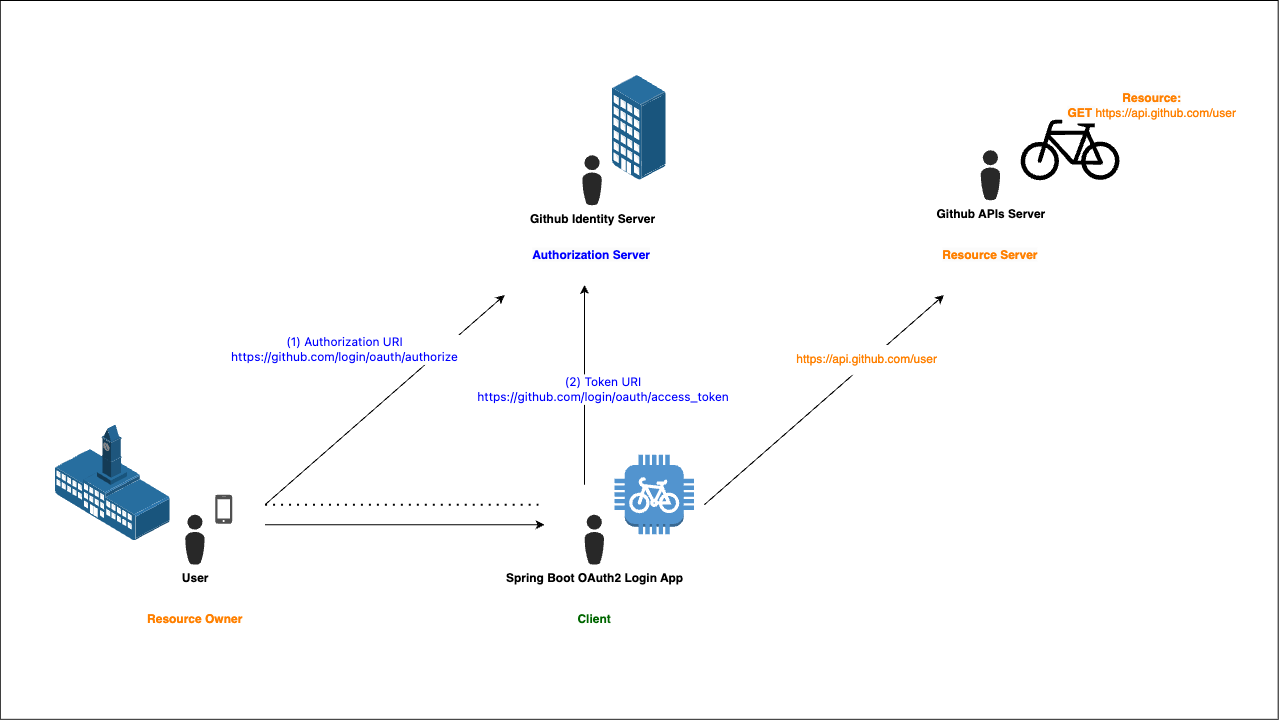 Resource:
GET https://api.github.com/user
Github Identity Server
Github APIs Server
Authorization Server
Resource Server
(1) Authorization URI
https://github.com/login/oauth/authorize
https://api.github.com/user
(2) Token URI
https://github.com/login/oauth/access_token
User
Spring Boot OAuth2 Login App
Resource Owner
Client